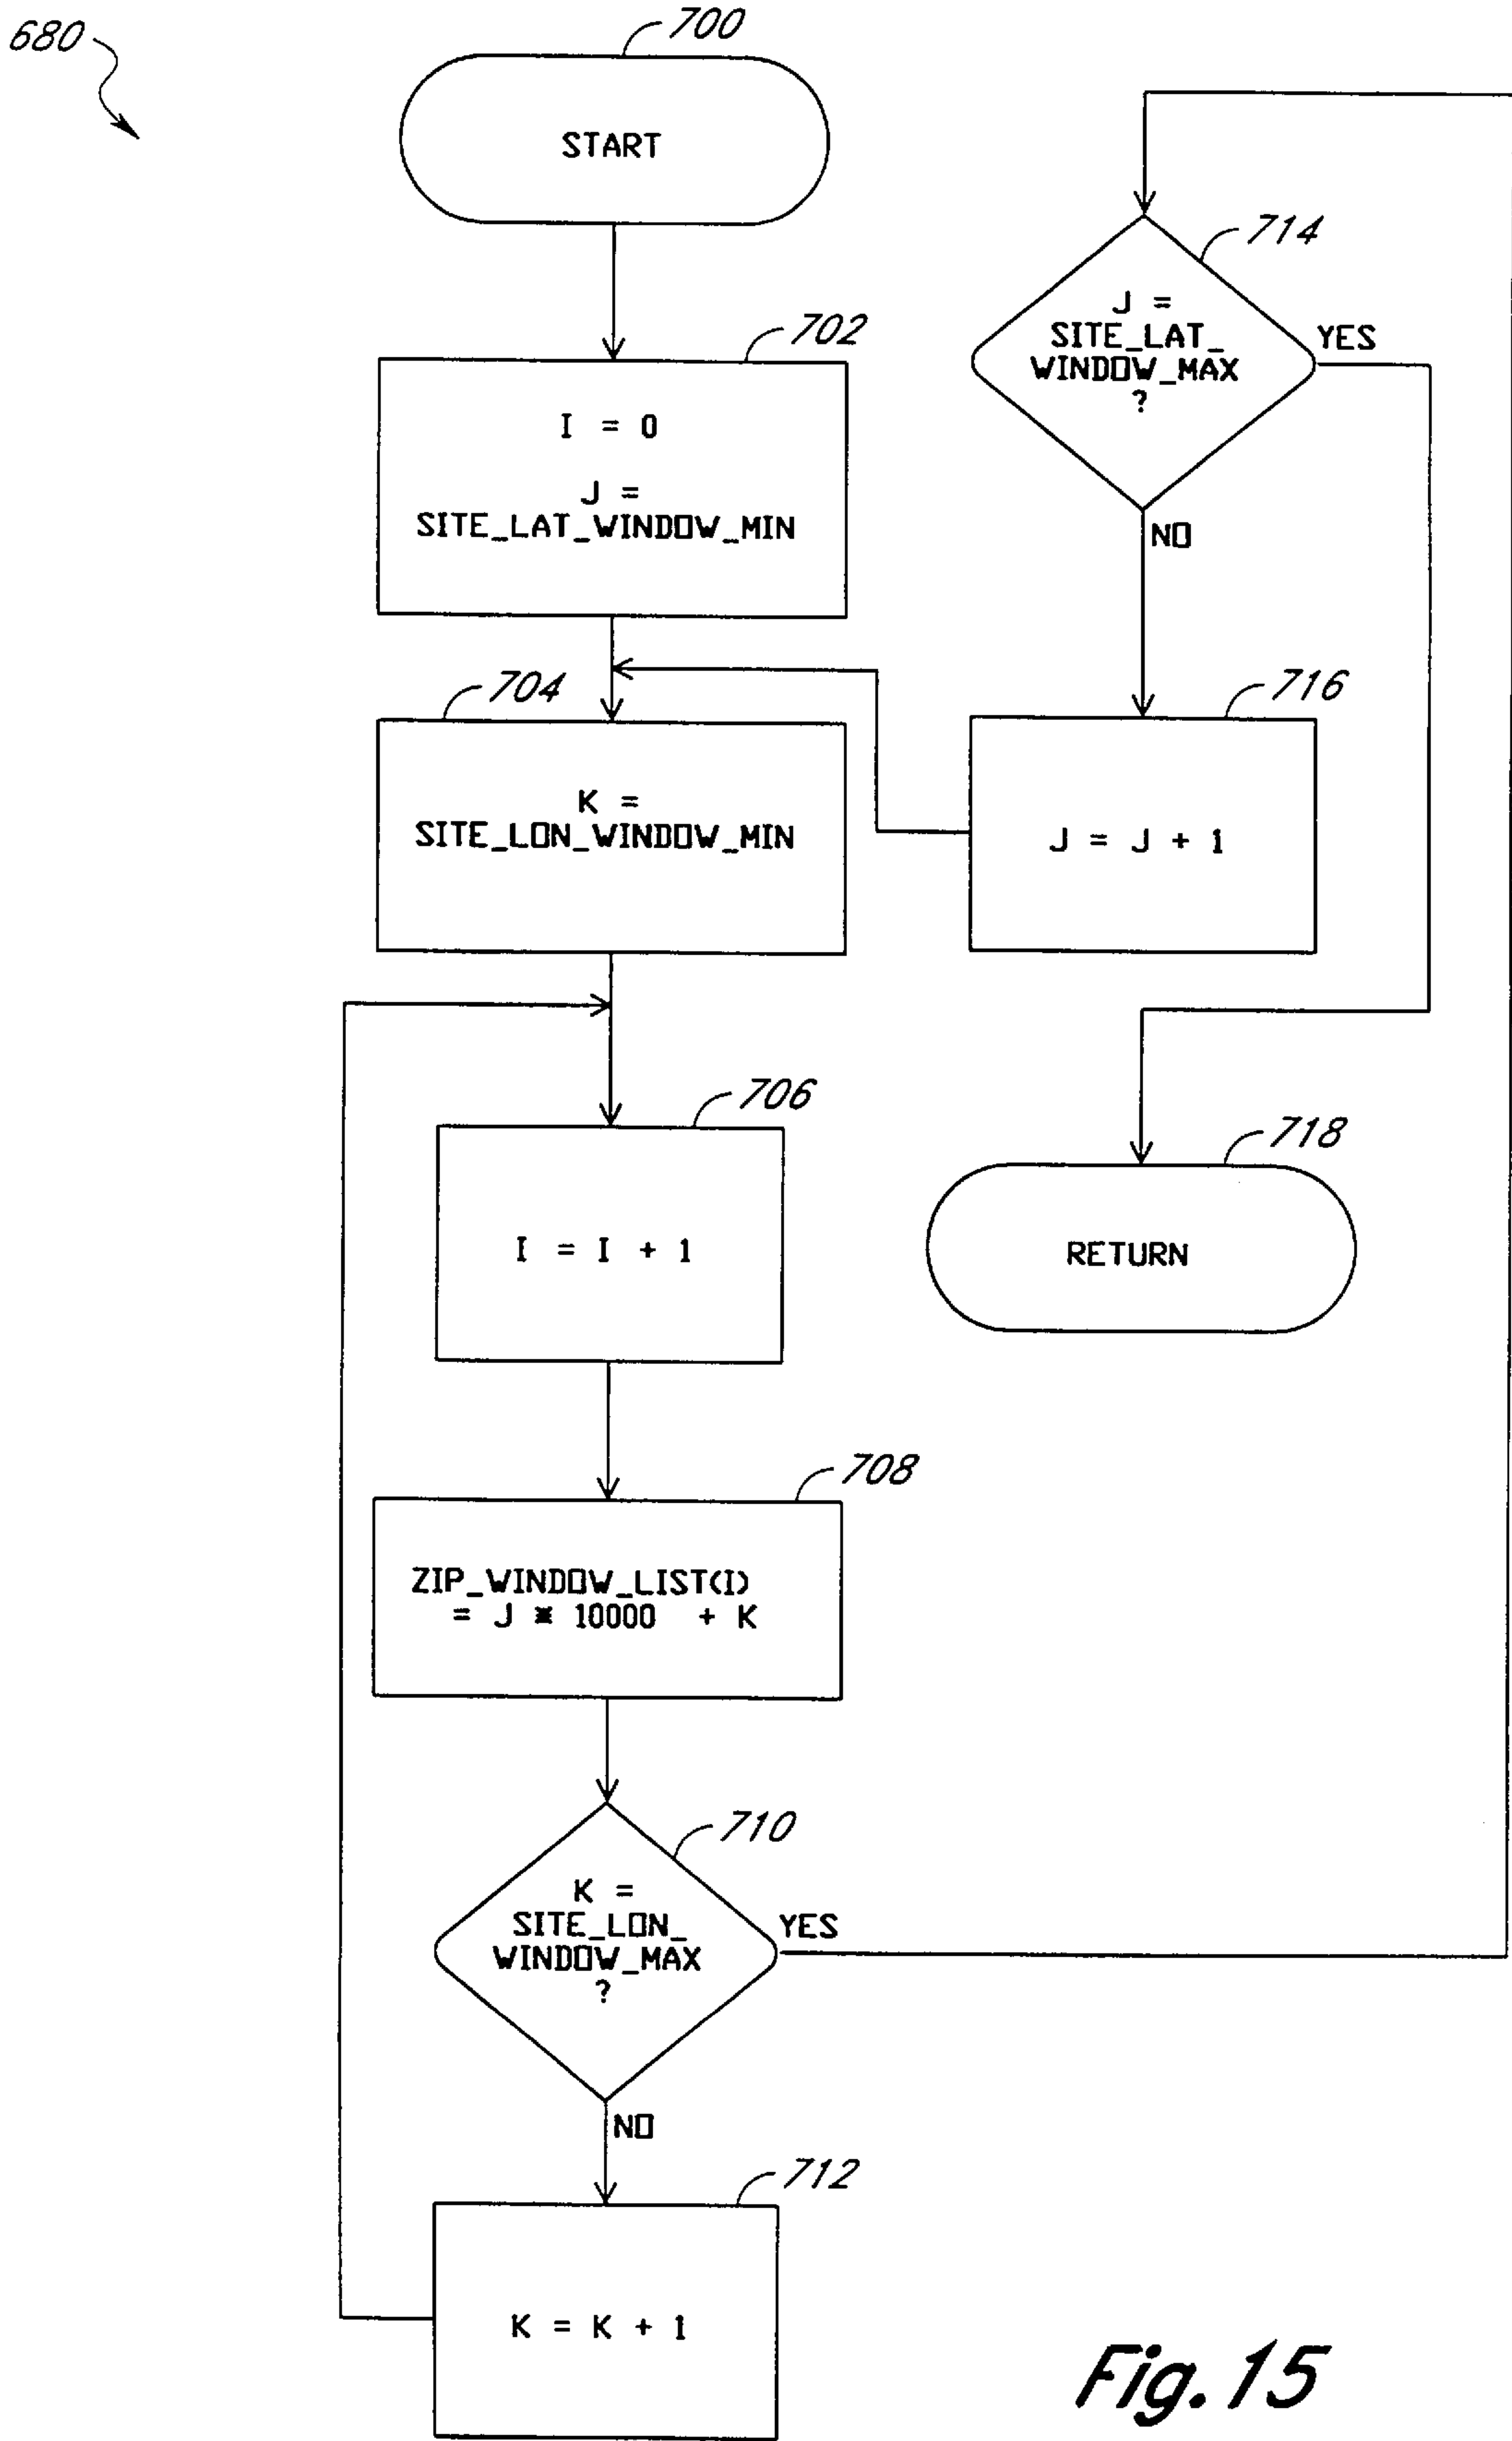 680
700
START
702
I = 0
J =
SITE_LAT_WINDOW_MIN
704
K =
SITE_LON_WINDOW_MIN
706
I = I + 1
708
ZIP_WINDOW_LIST(I)
= J * 10000 + K
710
K =
SITE_LON_
WINDOW_MAX
?
YES
NO
712
K = K + 1
714
J =
SITE_LAT_
WINDOW_MAX
?
YES
NO
716
J = J + 1
718
RETURN
Fig. 15